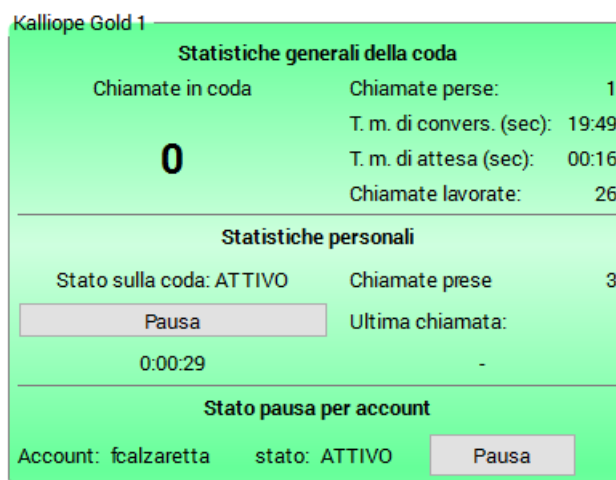 Kalliope Gold 1
Statistiche generali della coda
Chiamate in coda
0
Chiamate perse: 1
T. m. di convers. (sec): 19:49
T. m. di attesa (sec): 00:16
Chiamate lavorate: 26
Statistiche personali
Stato sulla coda: ATTIVO
Pausa
0:00:29
Chiamate prese 3
Ultima chiamata:
-
Stato pausa per account
Account: fcalzaretta stato: ATTIVO Pausa